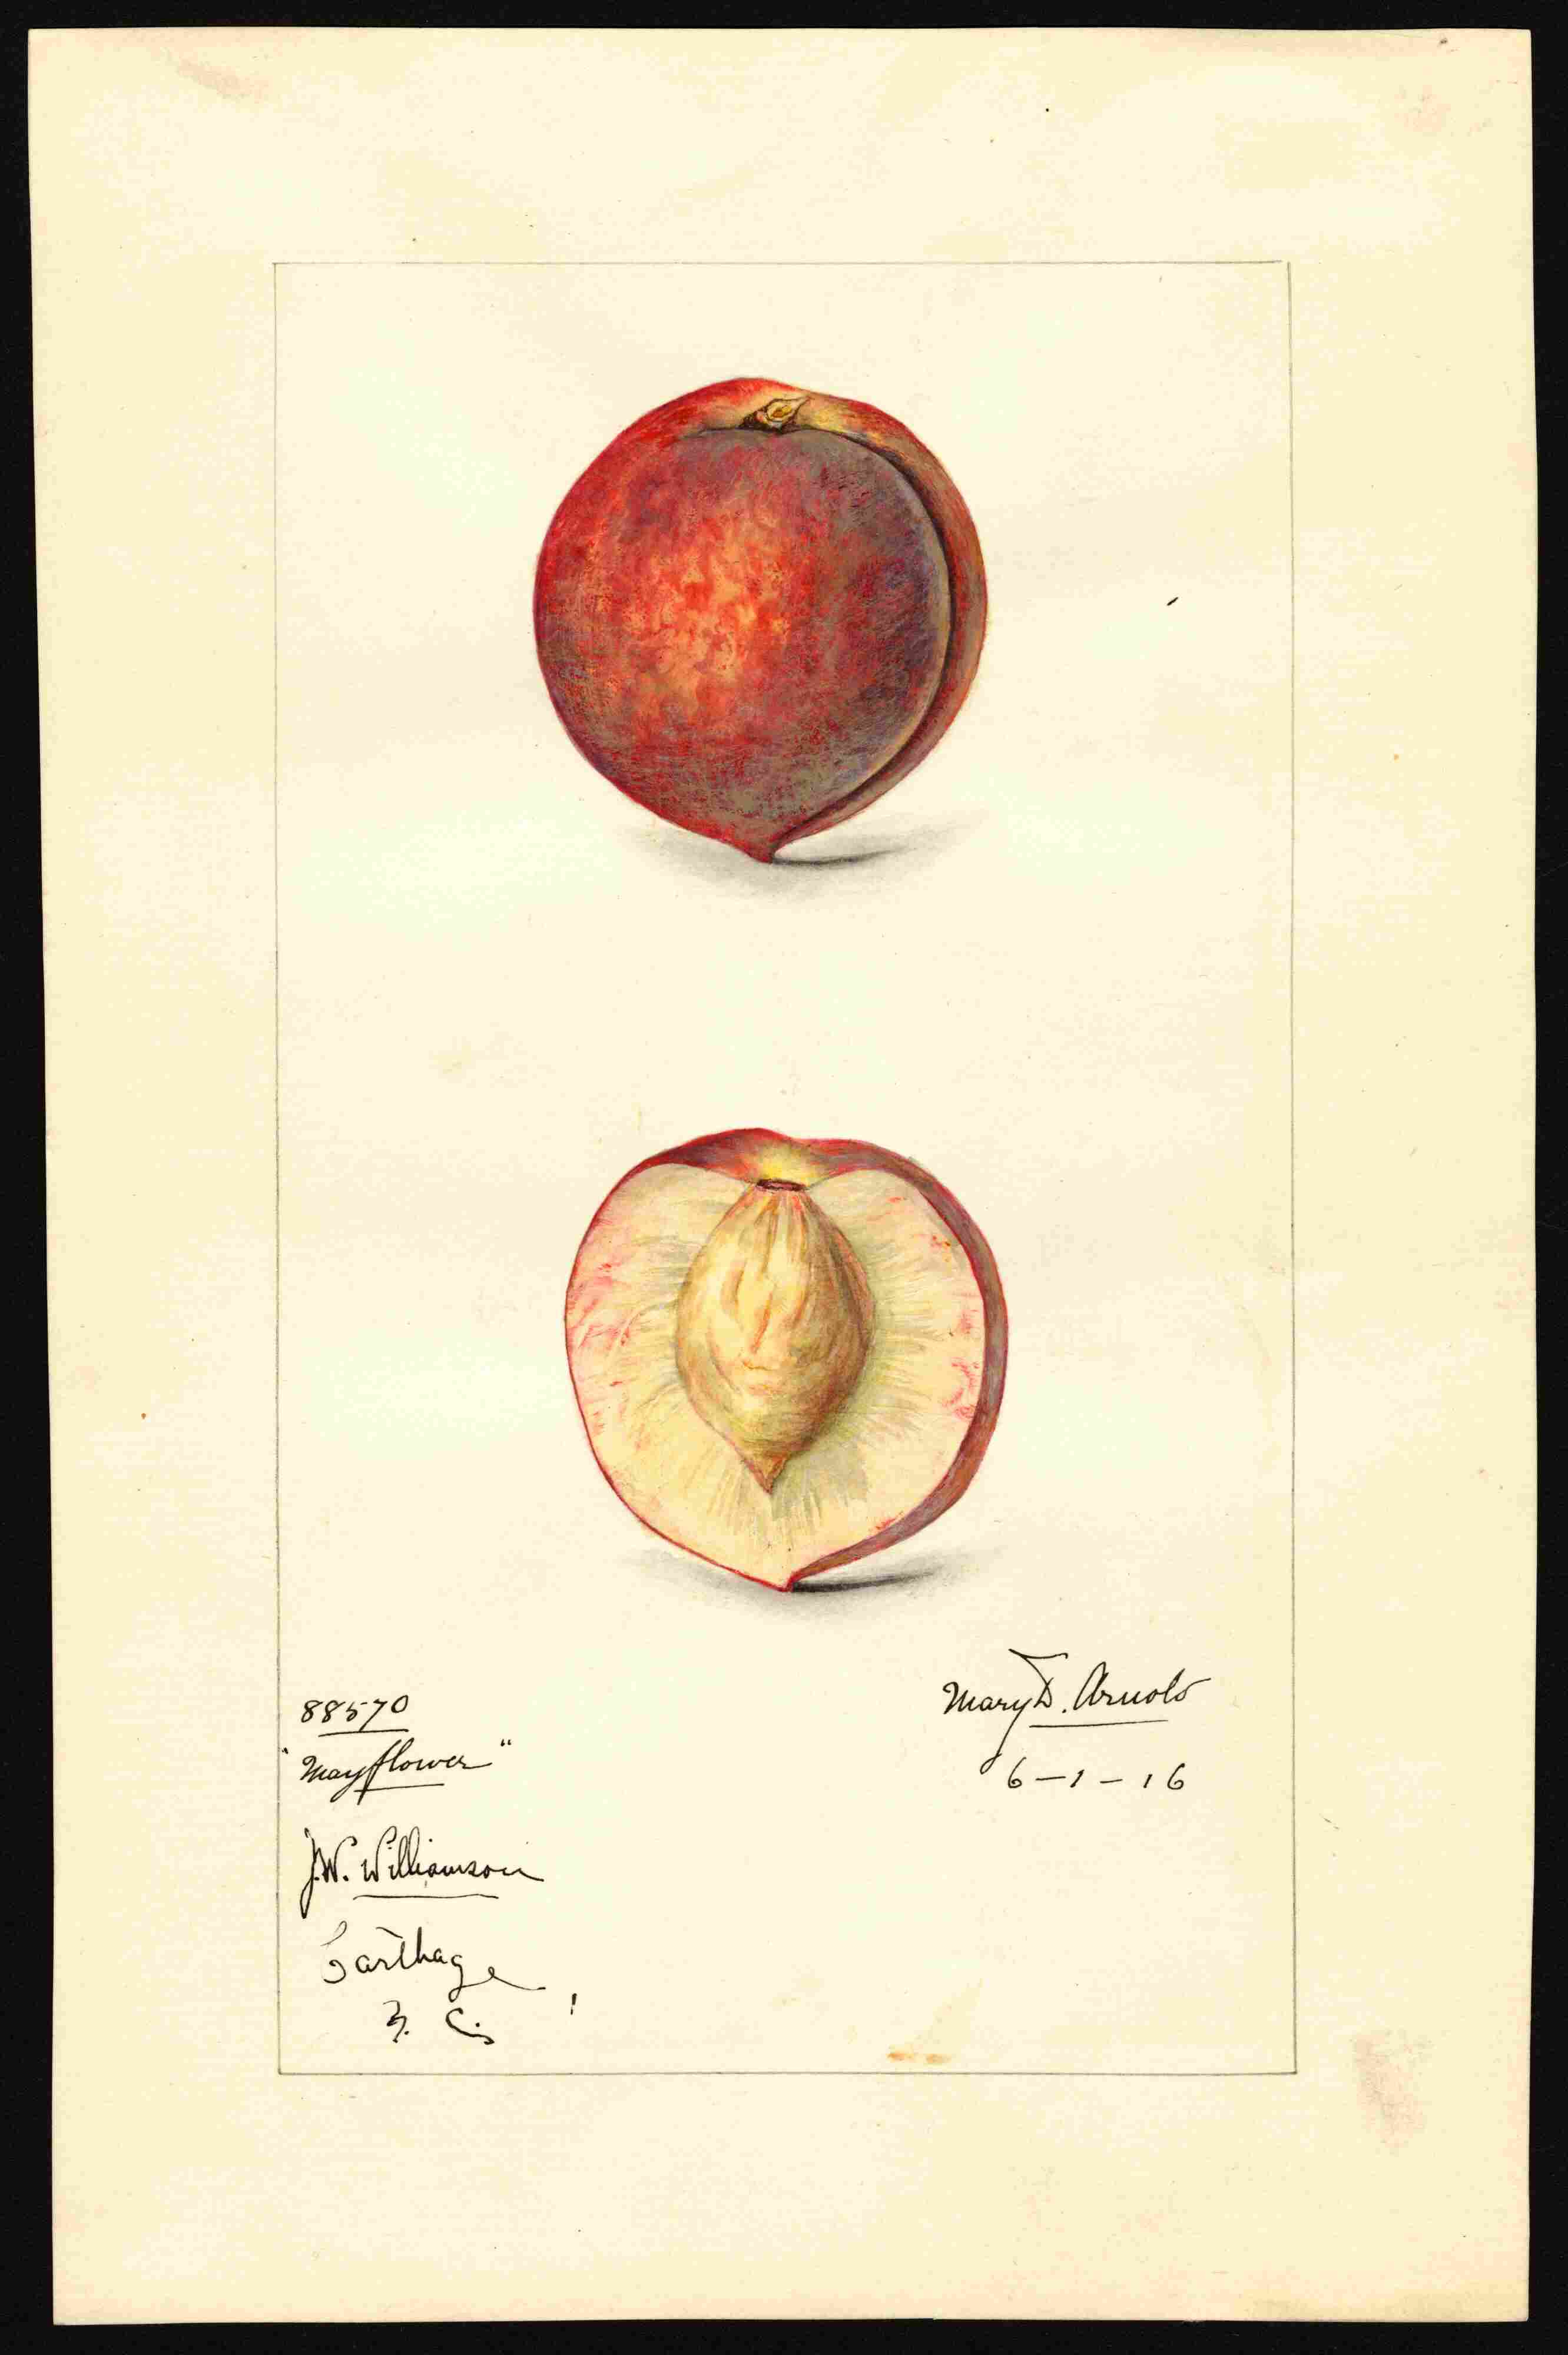 88570
"Mayflower"
J.W. Williamson
Carthage
N. C.
Mary D. Arnold
6-1-16